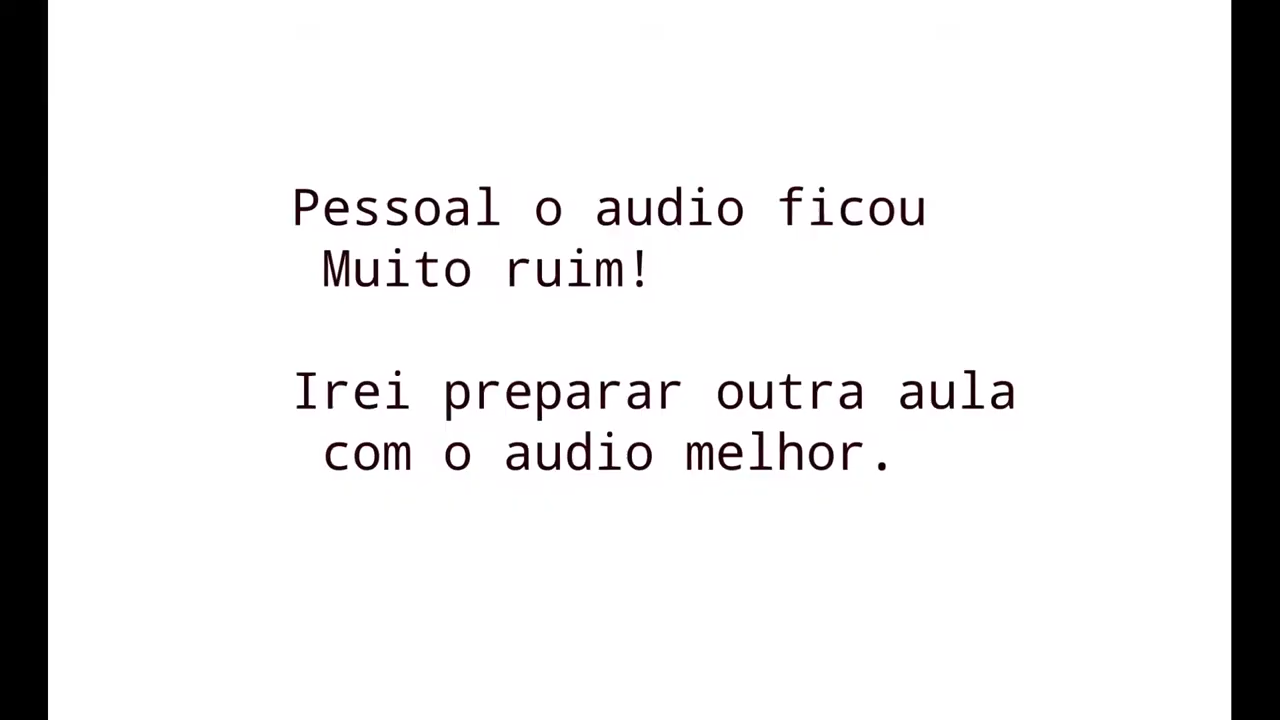 Pessoal o audio ficou
Muito ruim!
Irei preparar outra aula
com o audio melhor.